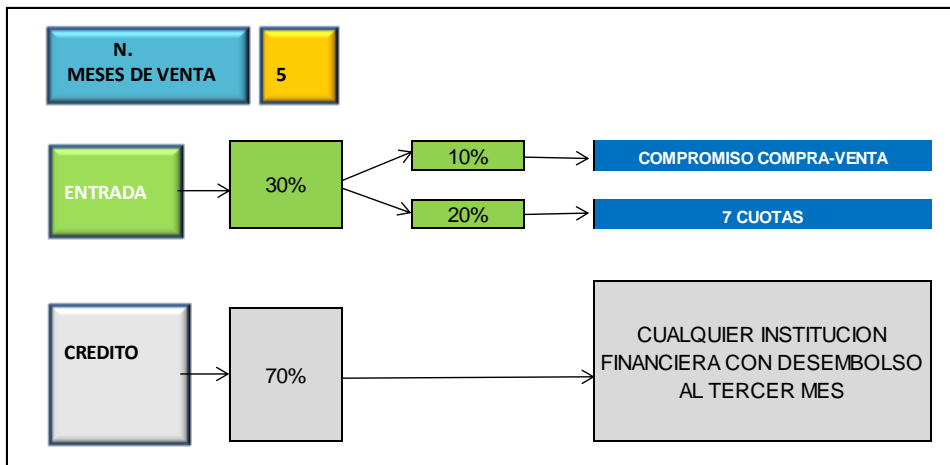 N.
MESES DE VENTA
5
ENTRADA
30%
10%
COMPROMISO COMPRA-VENTA
20%
7 CUOTAS
CREDITO
70%
CUALQUIER INSTITUCION
FINANCIERA CON DESEMBOLSO
AL TERCER MES